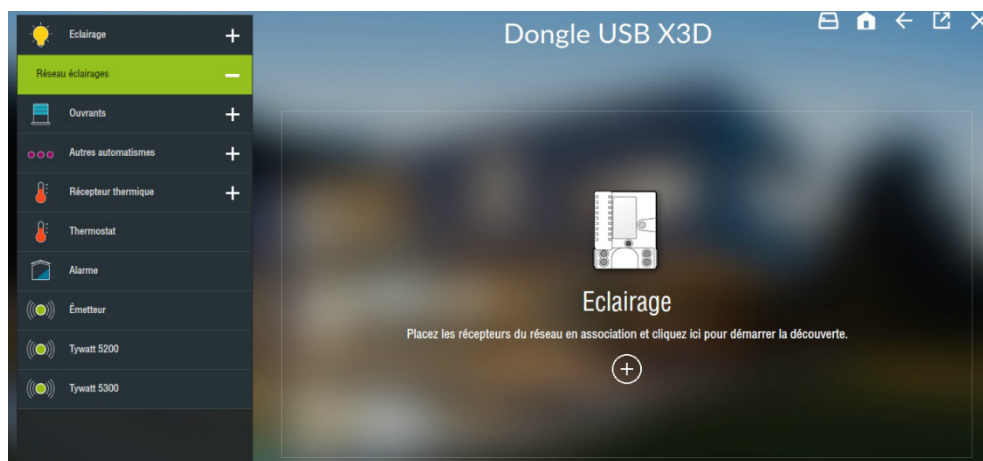 Dongle USB X3D
Eclairage
Réseau éclairages
Ouvrants
Autres automatismes
Récepteur thermique
Thermostat
Alarme
Émetteur
Tywatt 5200
Tywatt 5300
Eclairage
Placez les récepteurs du réseau en association et cliquez ici pour démarrer la découverte.